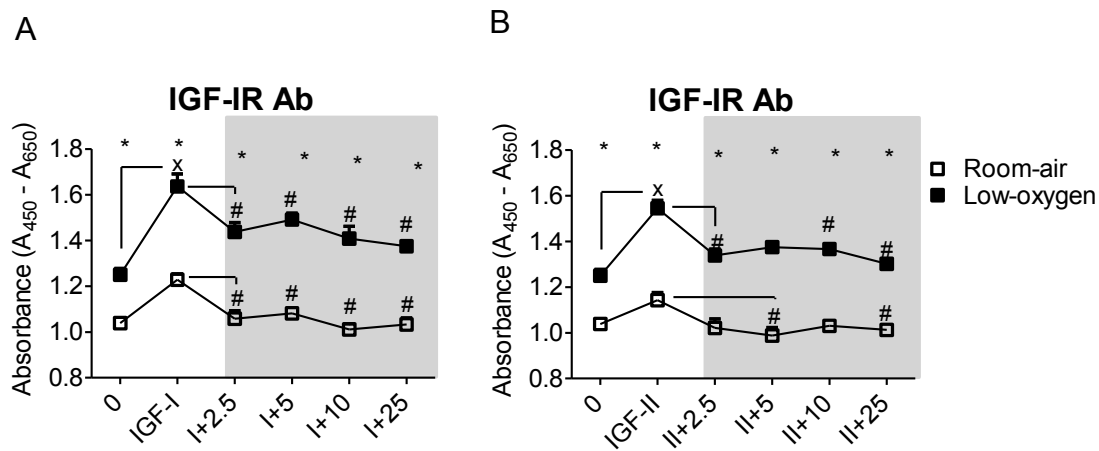 A
IGF-IR Ab
Absorbance (A450 - A650)
1.8
1.6
1.4
1.2
1.0
0.8
* * * * * *
x
# # # #
# # # #
0
IGF-I
I+2.5
I+5
I+10
I+25
B
IGF-IR Ab
Absorbance (A450 - A650)
1.8
1.6
1.4
1.2
1.0
0.8
* * * * * *
x
# # #
# #
0
IGF-II
II+2.5
II+5
II+10
II+25
Room-air
Low-oxygen